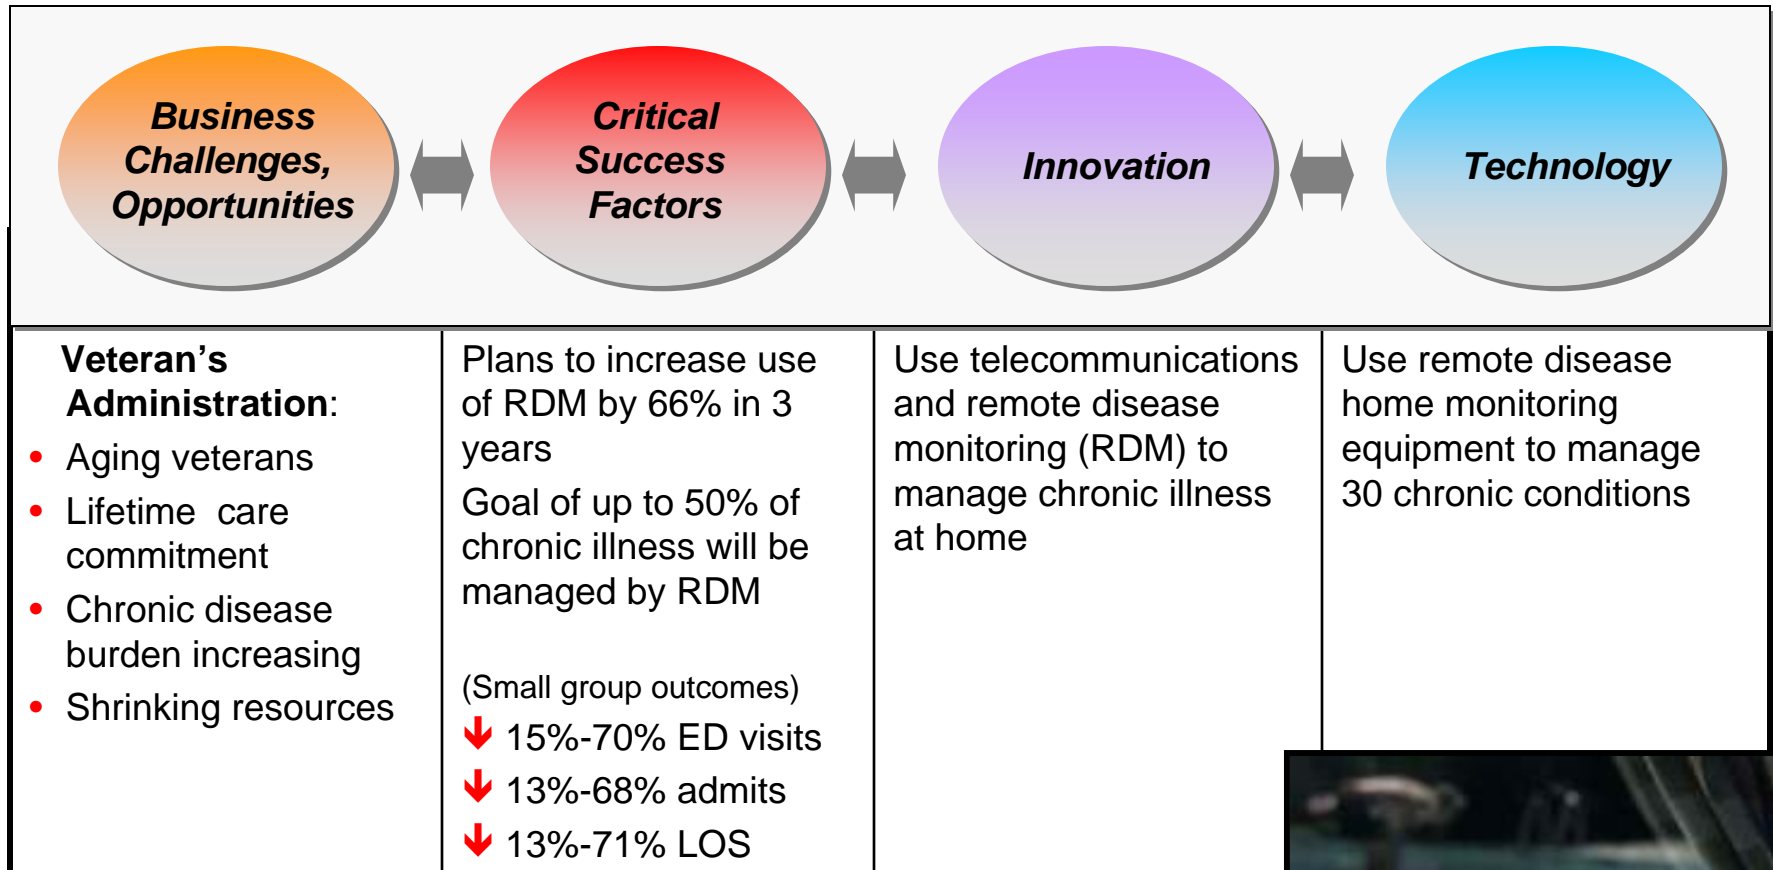 Business
Challenges,
Opportunities
Critical
Success
Factors
Innovation
Technology
Veteran's
Administration:
• Aging veterans
• Lifetime care
commitment
• Chronic disease
burden increasing
• Shrinking resources
Plans to increase use
of RDM by 66% in 3
years
Goal of up to 50% of
chronic illness will be
managed by RDM
(Small group outcomes)
↓ 15%-70% ED visits
↓ 13%-68% admits
↓ 13%-71% LOS
Use telecommunications
and remote disease
monitoring (RDM) to
manage chronic illness
at home
Use remote disease
home monitoring
equipment to manage
30 chronic conditions